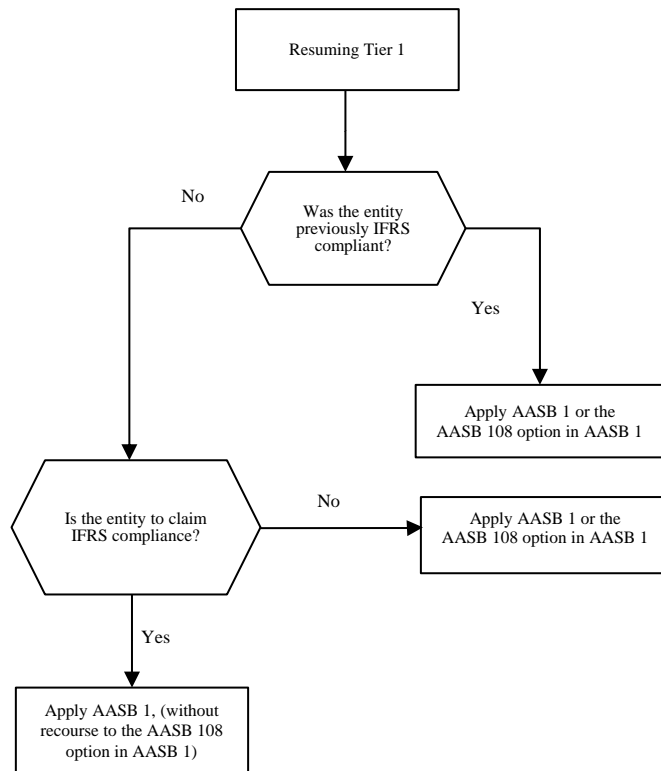 Resuming Tier 1
No
Was the entity
previously IFRS
compliant?
Yes
Apply AASB 1 or the
AASB 108 option in AASB 1
Is the entity to claim
IFRS compliance?
No
Apply AASB 1 or the
AASB 108 option in AASB 1
Yes
Apply AASB 1, (without
recourse to the AASB 108
option in AASB 1)